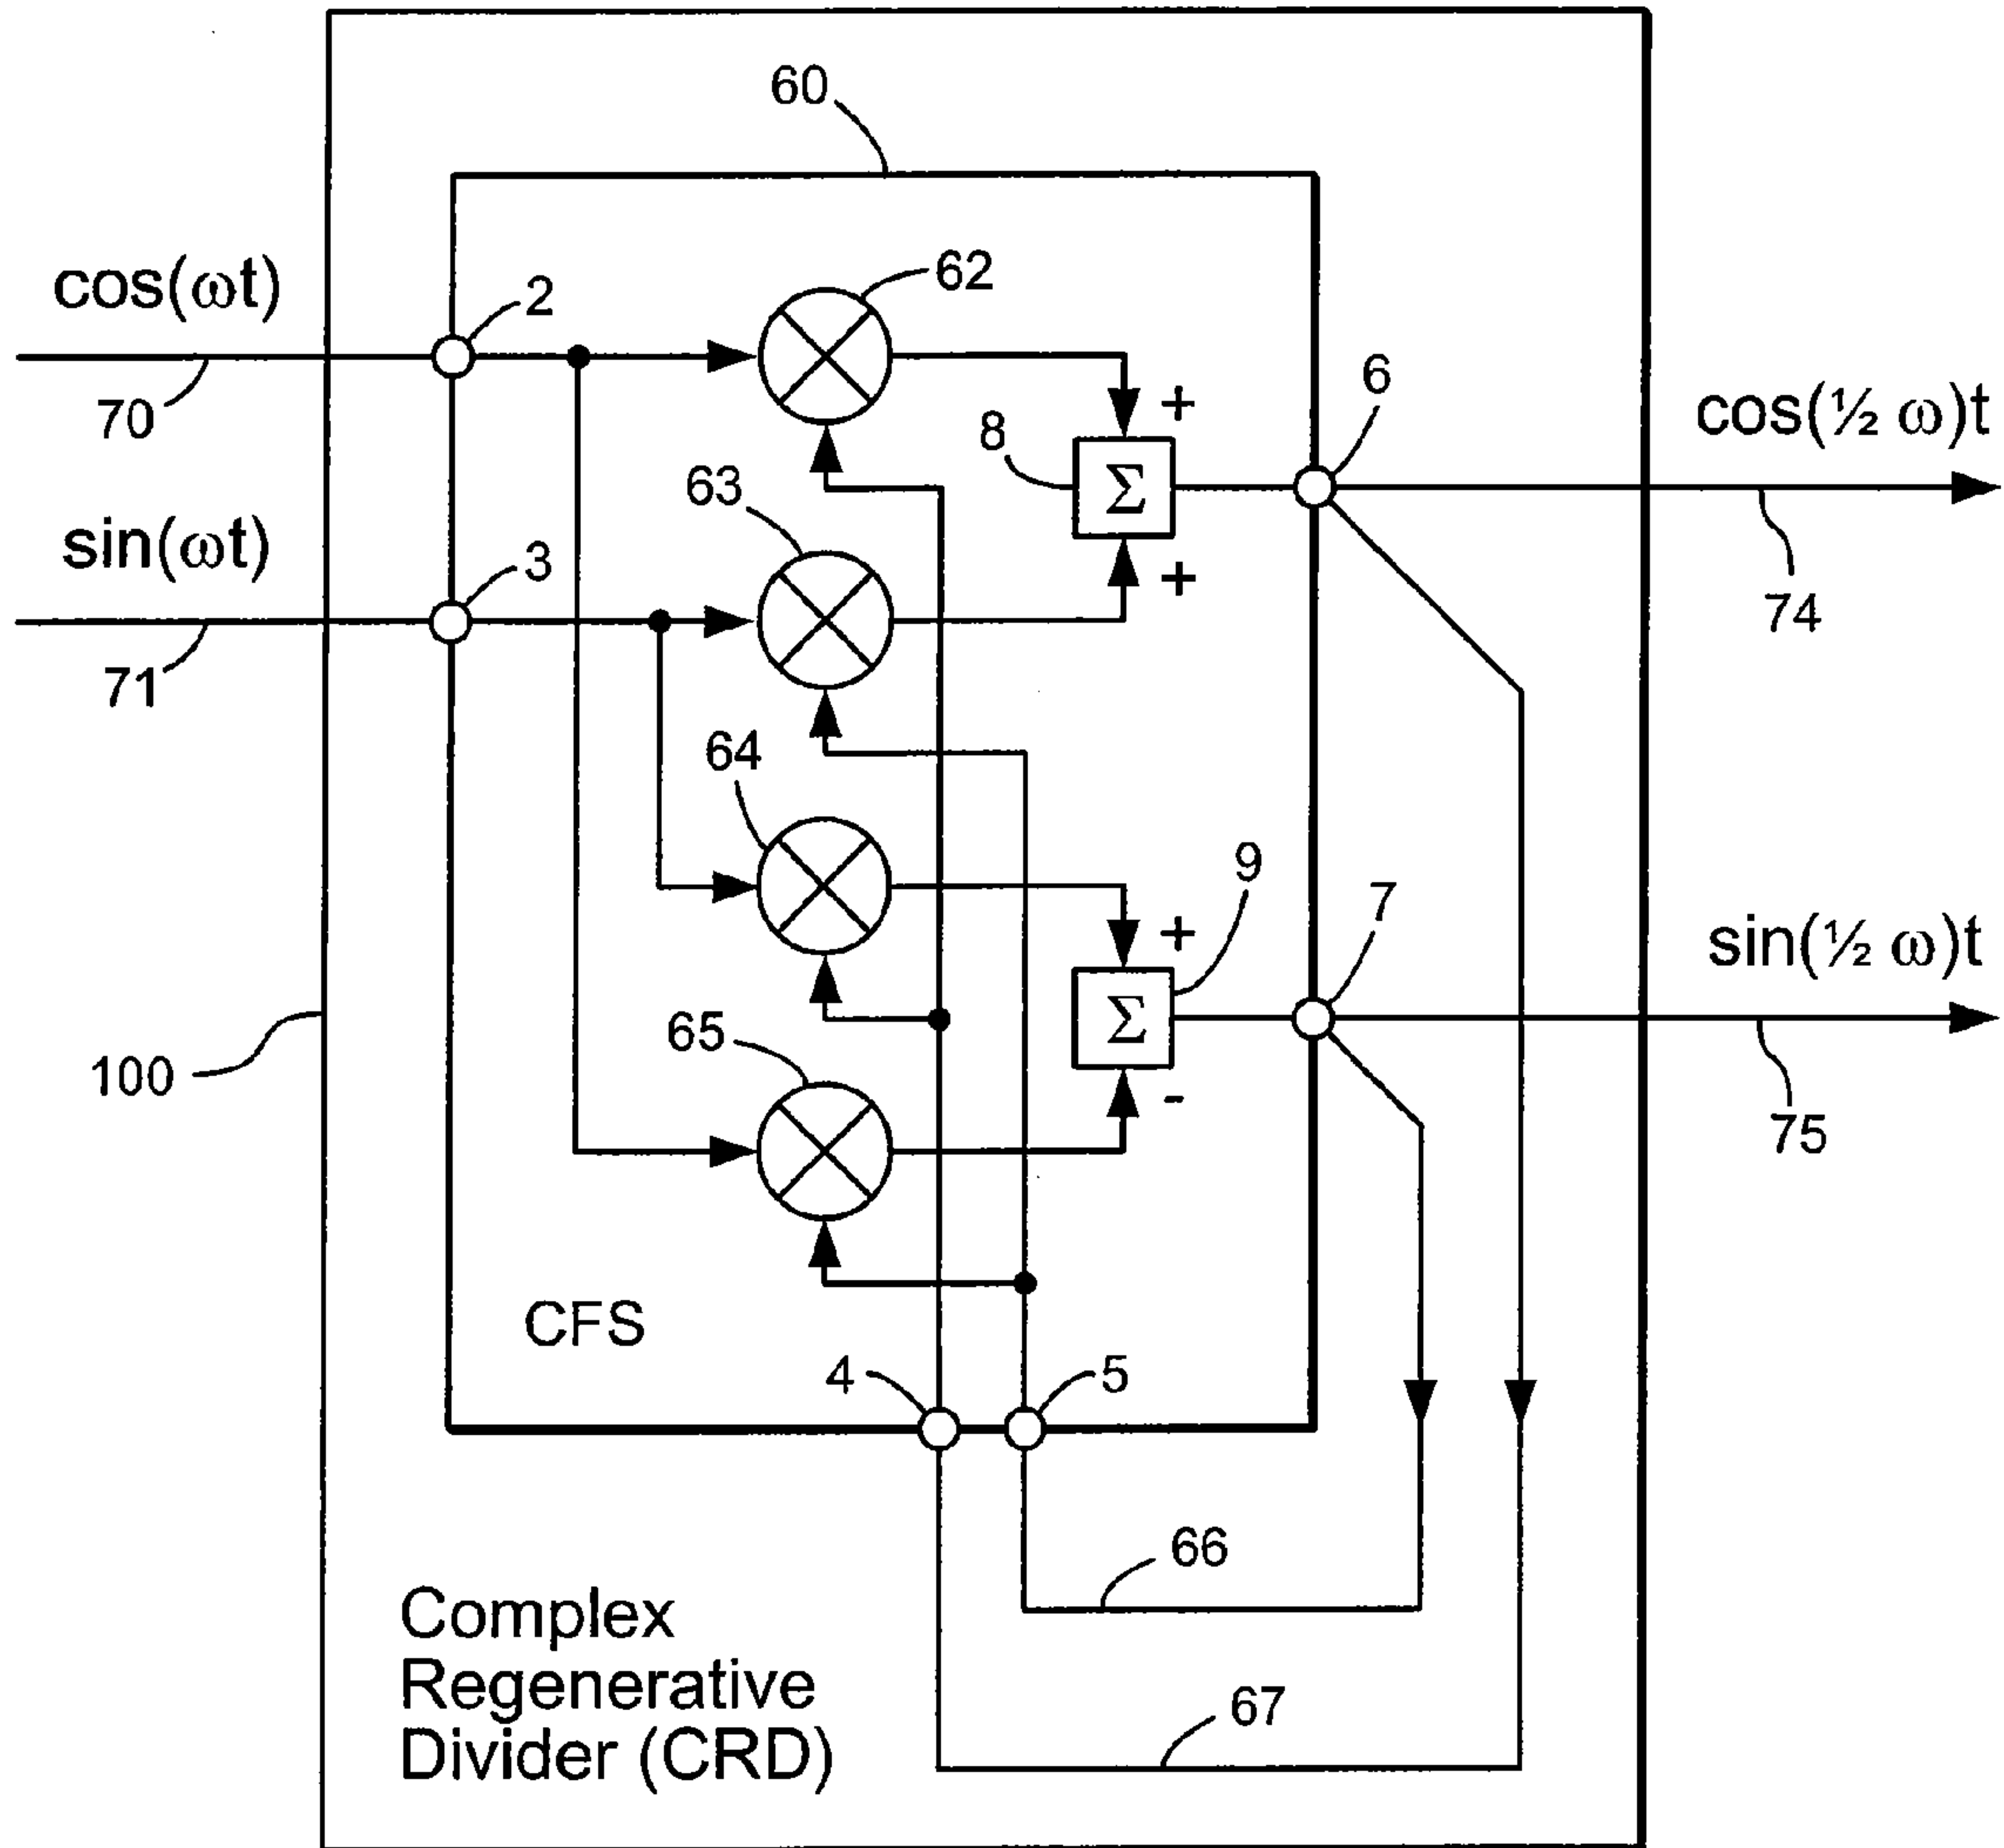 60
cos(ωt)
2
62
70
+
6
8
Σ
cos(½ ω)t
63
sin(ωt)
3
+
74
71
64
9
7
+
sin(½ ω)t
65
Σ
100
-
75
CFS
4
5
66
Complex
Regenerative
Divider (CRD)
67